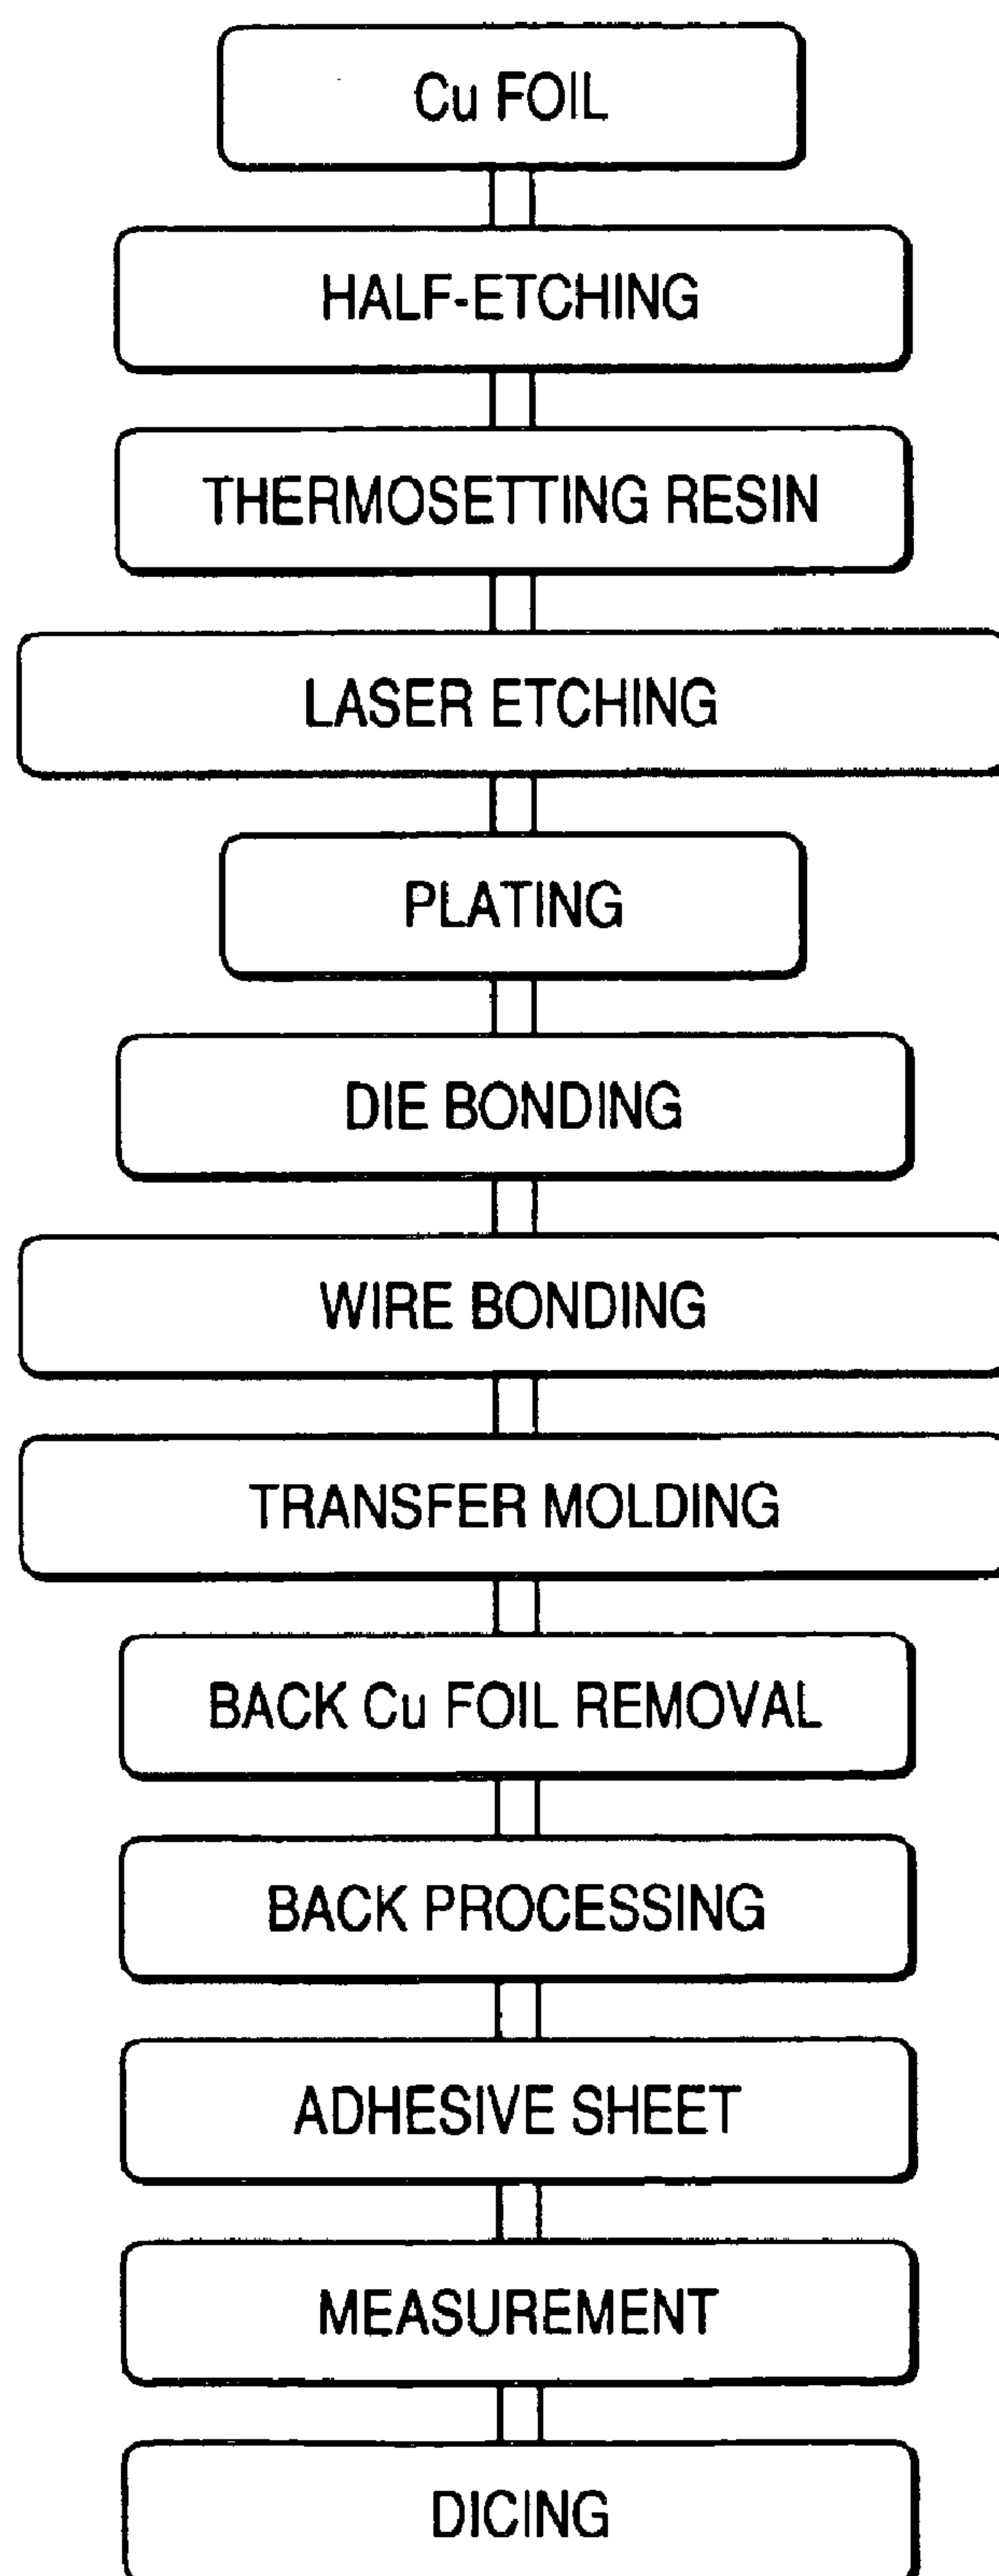 Cu FOIL
HALF-ETCHING
THERMOSETTING RESIN
LASER ETCHING
PLATING
DIE BONDING
WIRE BONDING
TRANSFER MOLDING
BACK Cu FOIL REMOVAL
BACK PROCESSING
ADHESIVE SHEET
MEASUREMENT
DICING